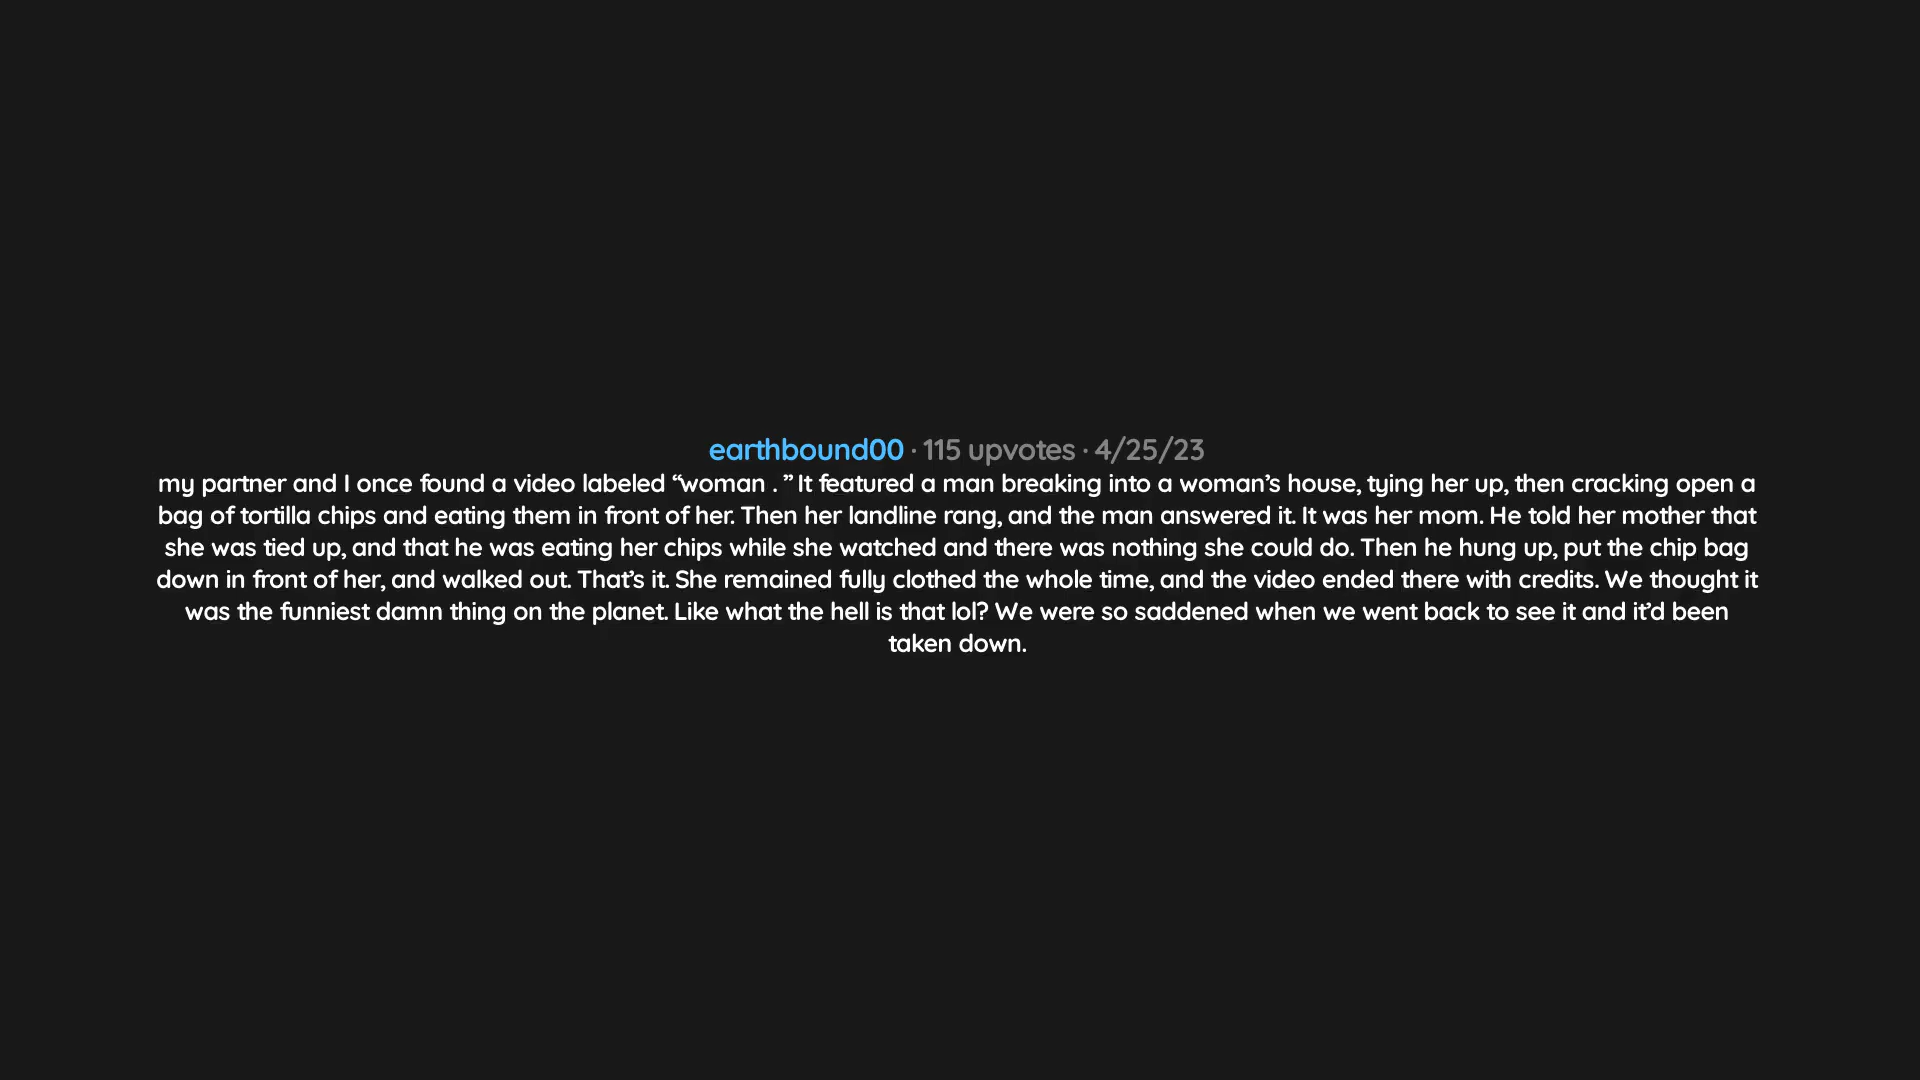 earthbound00 · 115 upvotes · 4/25/23
my partner and I once found a video labeled “woman . ” It featured a man breaking into a woman’s house, tying her up, then cracking open a
bag of tortilla chips and eating them in front of her. Then her landline rang, and the man answered it. It was her mom. He told her mother that
she was tied up, and that he was eating her chips while she watched and there was nothing she could do. Then he hung up, put the chip bag
down in front of her, and walked out. That’s it. She remained fully clothed the whole time, and the video ended there with credits. We thought it
was the funniest damn thing on the planet. Like what the hell is that lol? We were so saddened when we went back to see it and it’d been
taken down.